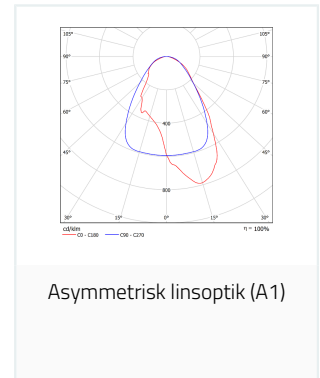 105° 105°
90° 90°
75° 75°
60° 60°
45° 45°
400
800
30° 15° 0° 15° 30°
cd/klm η = 100%
C0 - C180 C90 - C270
Asymmetrisk linsoptik (A1)